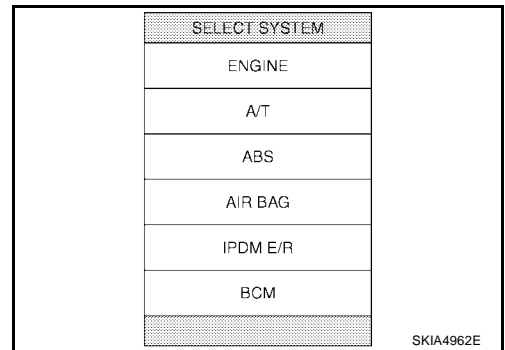 SELECT SYSTEM
ENGINE
A/T
ABS
AIR BAG
IPDM E/R
BCM
SKIA4962E